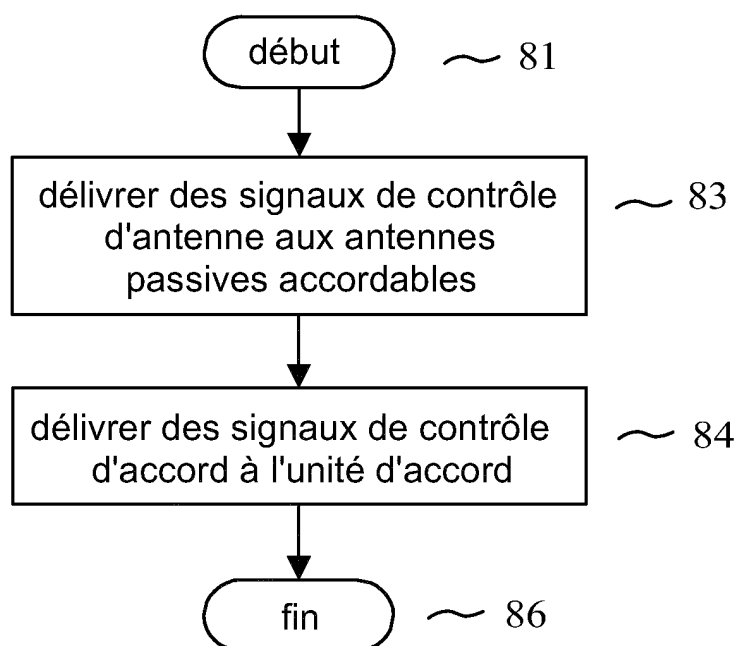 début
81
délivrer des signaux de contrôle
d'antenne aux antennes
passives accordables
83
délivrer des signaux de contrôle
d'accord à l'unité d'accord
84
fin
86